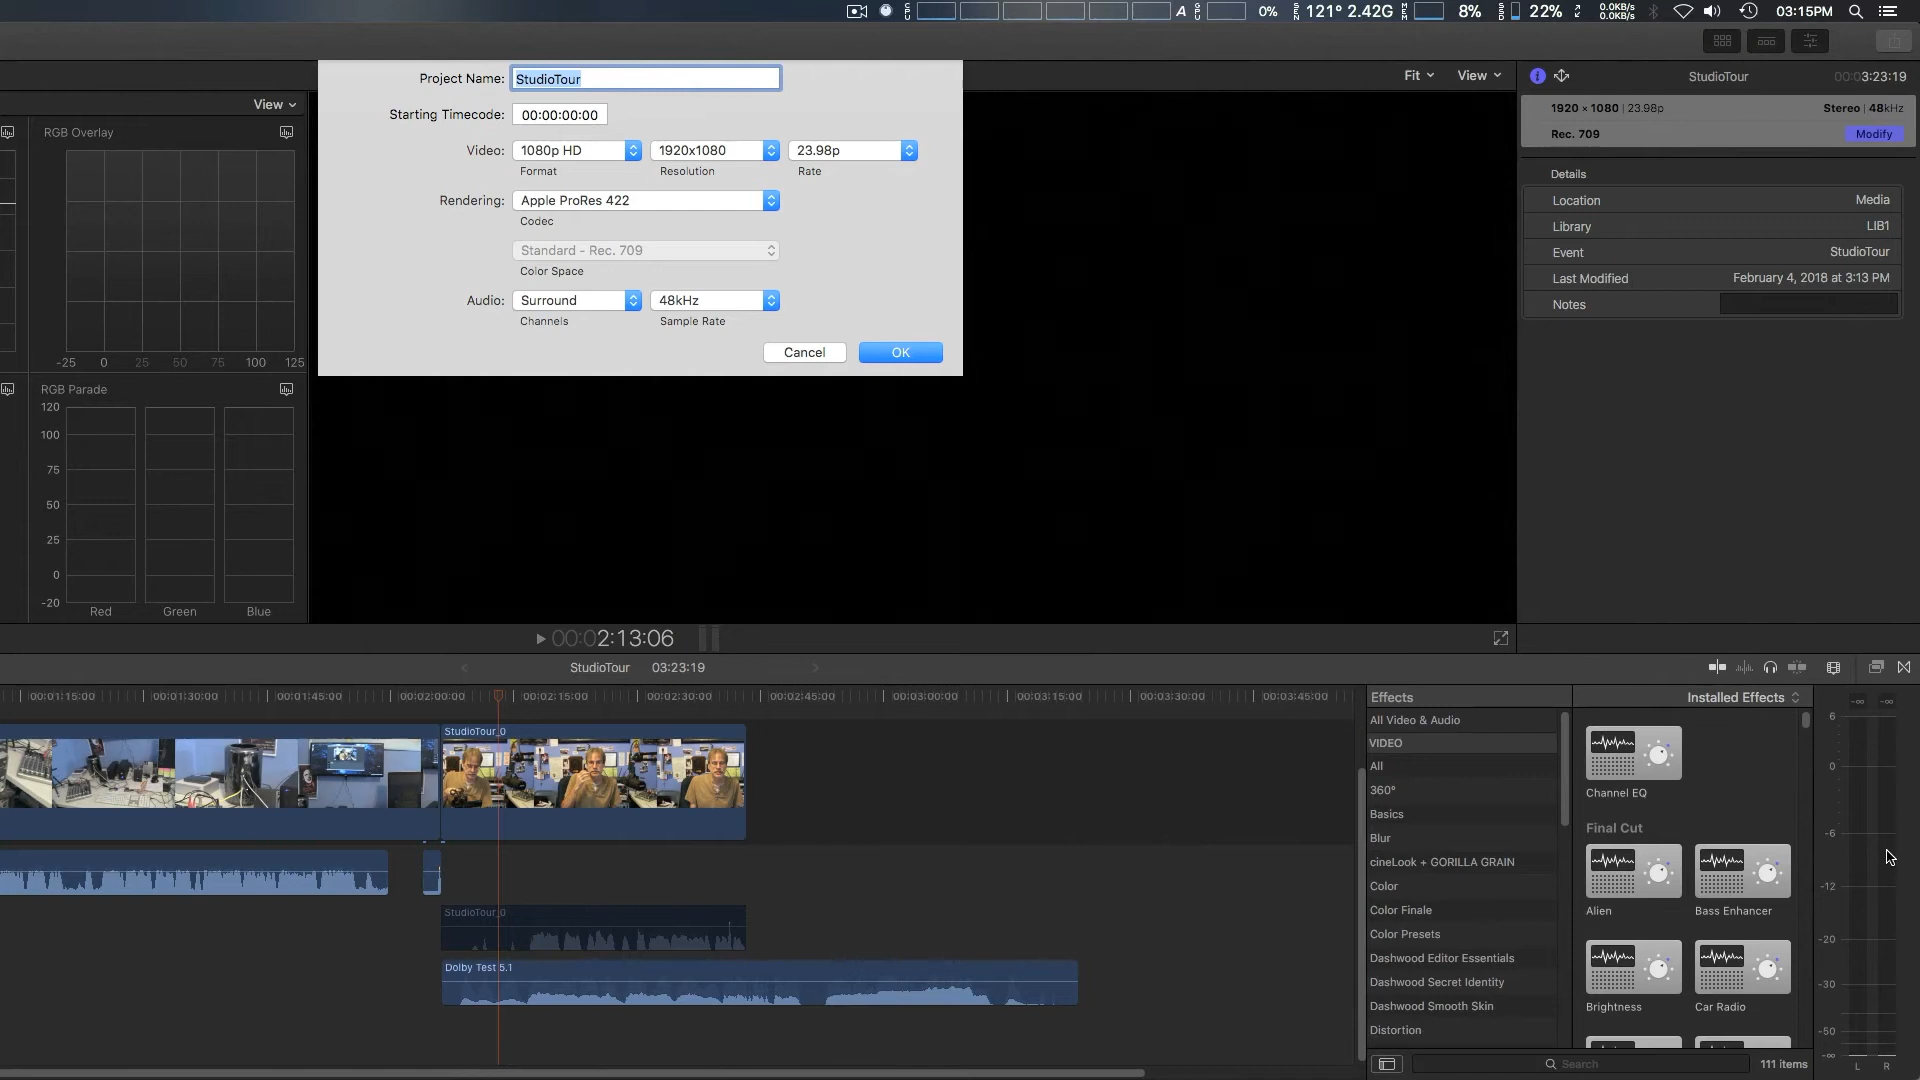 CPU
A
GPU
0%
SEN
121° 2.42G
MEM
8%
SSD
22%
0.0KB/s
0.0KB/s
03:15PM
Project Name: StudioTour
Starting Timecode: 00:00:00:00
Video: 1080p HD 1920x1080 23.98p
Format Resolution Rate
Rendering: Apple ProRes 422
Codec
Standard - Rec. 709
Color Space
Audio: Surround 48kHz
Channels Sample Rate
Cancel OK
Fit View
StudioTour 00:00:3:23:19
1920 × 1080 | 23.98p Stereo | 48kHz
Rec. 709 Modify
Details
Location Media
Library LIB1
Event StudioTour
Last Modified February 4, 2018 at 3:13 PM
Notes
View
RGB Overlay
-25 0 25 50 75 100 125
RGB Parade
120
100
75
50
25
0
-20
Red Green Blue
00:02:13:06
StudioTour 03:23:19
00:01:15:00 00:01:30:00 00:01:45:00 00:02:00:00 00:02:15:00 00:02:30:00 00:02:45:00 00:03:00:00 00:03:15:00 00:03:30:00 00:03:45:00
StudioTour_0
StudioTour_0
Dolby Test 5.1
Effects
All Video & Audio
VIDEO
All
360°
Basics
Blur
cineLook + GORILLA GRAIN
Color
Color Finale
Color Presets
Dashwood Editor Essentials
Dashwood Secret Identity
Dashwood Smooth Skin
Distortion
Installed Effects
Channel EQ
Final Cut
Alien Bass Enhancer
Brightness Car Radio
Search
111 items
-∞ -∞
6
0
-6
-12
-20
-30
-50
-∞
L R